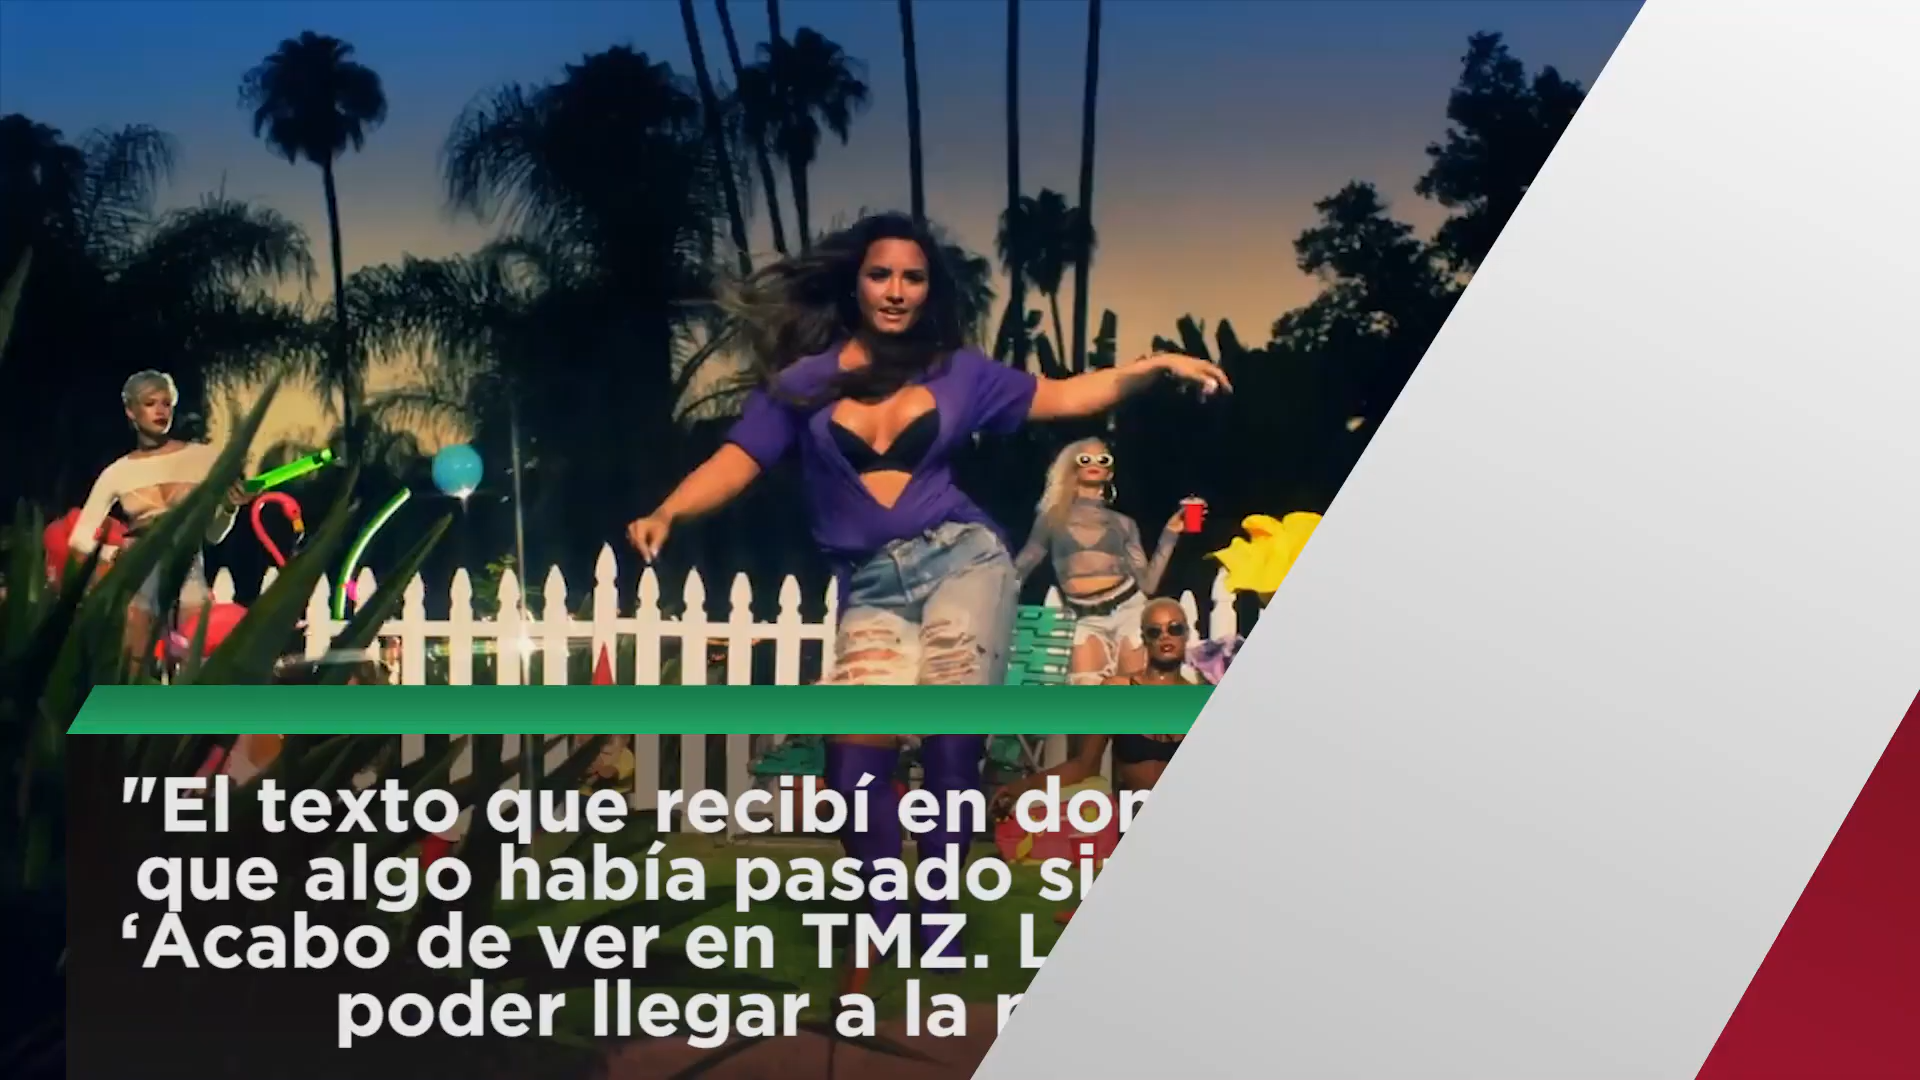 "El texto que recibí en
que algo había pasado
‘Acabo de ver en TMZ.
poder llegar a la